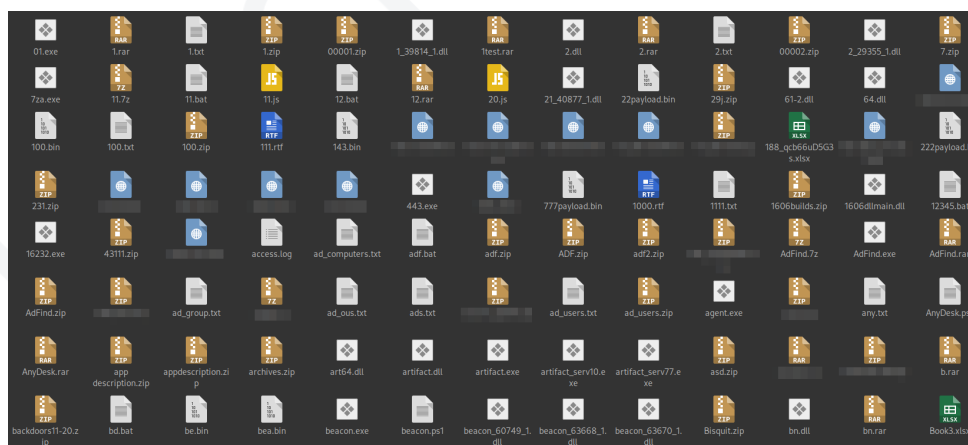 01.exe 1.rar 1.txt 1.zip 00001.zip 1_39814_1.dll 1test.rar 2.dll 2.rar 2.txt 00002.zip 2_29355_1.dll 7.zip
7za.exe 11.7z 11.bat 11.js 12.bat 12.rar 20.js 21_40877_1.dll 22payload.bin 29j.zip 61-2.dll 64.dll
100.bin 100.txt 100.zip 111.rtf 143.bin 188_qcb66uD5G3 222payload.b
s.xlsx
231.zip 443.exe 777payload.bin 1000.rtf 1111.txt 1606builds.zip 1606dllmain.dll 12345.bat
16232.exe 43111.zip access.log ad_computers.txt adf.bat adf.zip ADF.zip adf2.zip AdFind.7z AdFind.exe AdFind.rar
AdFind.zip ad_group.txt ad_ous.txt ads.txt ad_users.txt ad_users.zip agent.exe any.txt AnyDesk.ps
AnyDesk.rar app appdescription.zi archives.zip art64.dll artifact.dll artifact.exe artifact_serv10.e artifact_serv77.e asd.zip b.rar
description.zip p xe xe
backdoors11-20.z bd.bat be.bin bea.bin beacon.exe beacon.ps1 beacon_60749_1. beacon_63668_1. beacon_63670_1. Bisquit.zip bn.dll bn.rar Book3.xlsx
ip dll dll dll
RAR ZIP 7Z JS RTF XLSX